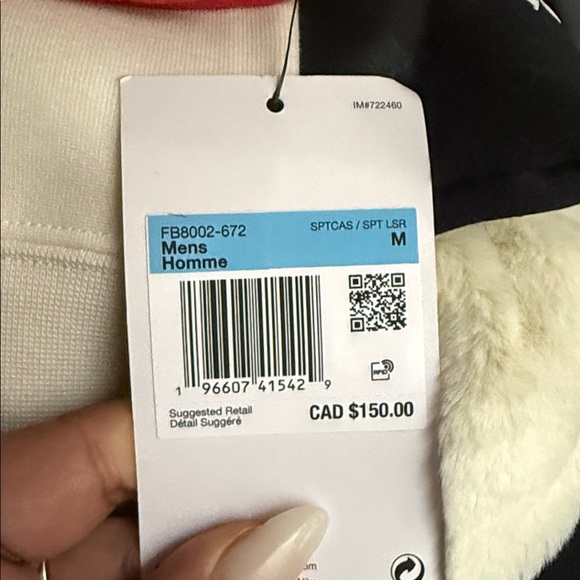 IM#722460
FB8002-672
SPTCAS / SPT LSR
Mens
M
Homme
1 96607 41542 9
RFID
Suggested Retail
Détail Suggéré
CAD $150.00